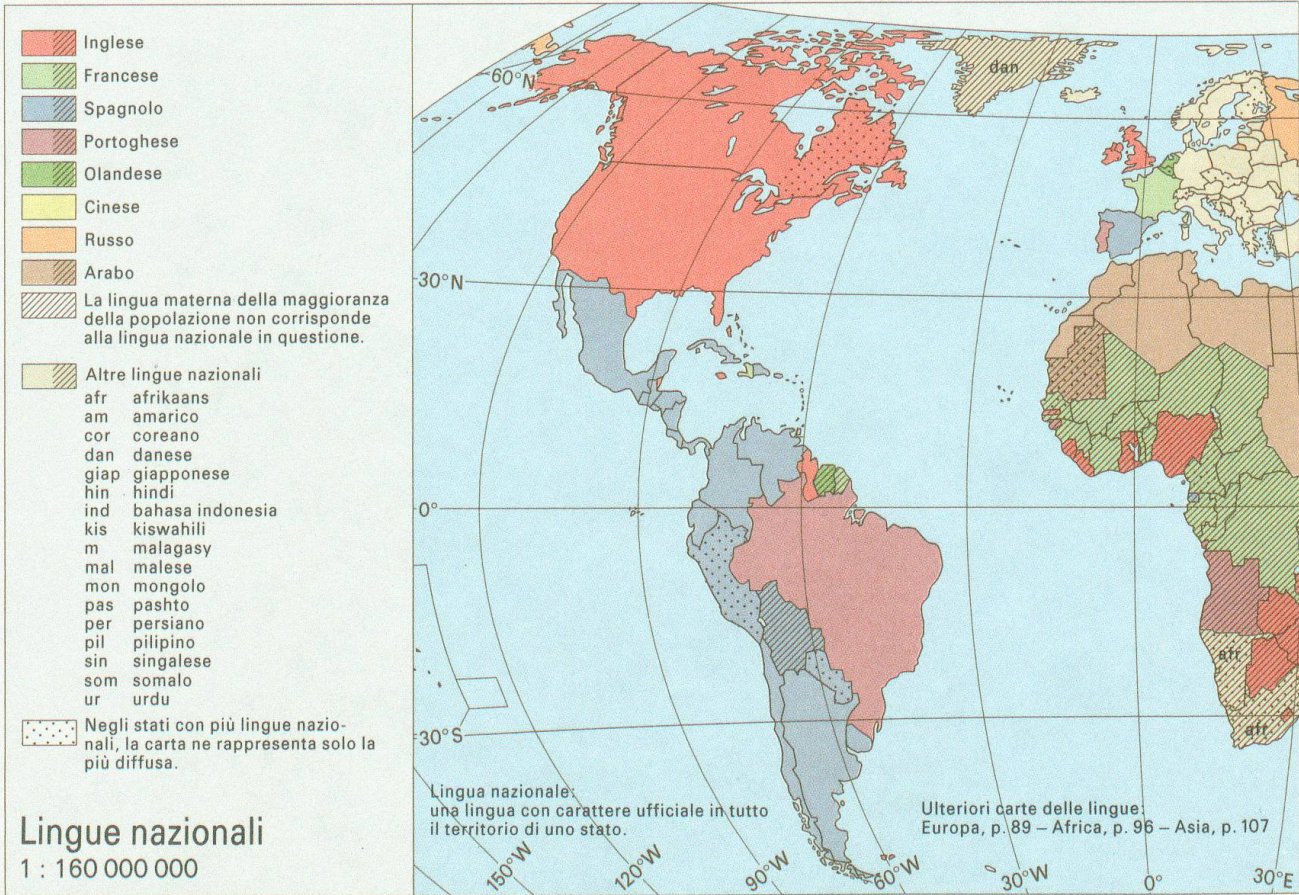 Inglese
Francese
Spagnolo
Portoghese
Olandese
Cinese
Russo
Arabo
La lingua materna della maggioranza
della popolazione non corrisponde
alla lingua nazionale in questione.
Altre lingue nazionali
afr afrikaans
am amarico
cor coreano
dan danese
giap giapponese
hin hindi
ind bahasa indonesia
kis kiswahili
m malagasy
mal malese
mon mongolo
pas pashto
per persiano
pil pilipino
sin singalese
som somalo
ur urdu
Negli stati con più lingue nazio-
nali, la carta ne rappresenta solo la
più diffusa.
Lingue nazionali
1 : 160 000 000
60°N
dan
30°N
0°
afr
30°S
afr
Lingua nazionale:
una lingua con carattere ufficiale in tutto
il territorio di uno stato.
Ulteriori carte delle lingue:
Europa, p. 89 – Africa, p. 96 – Asia, p. 107
150°W
120°W
90°W
60°W
30°W
0°
30°E